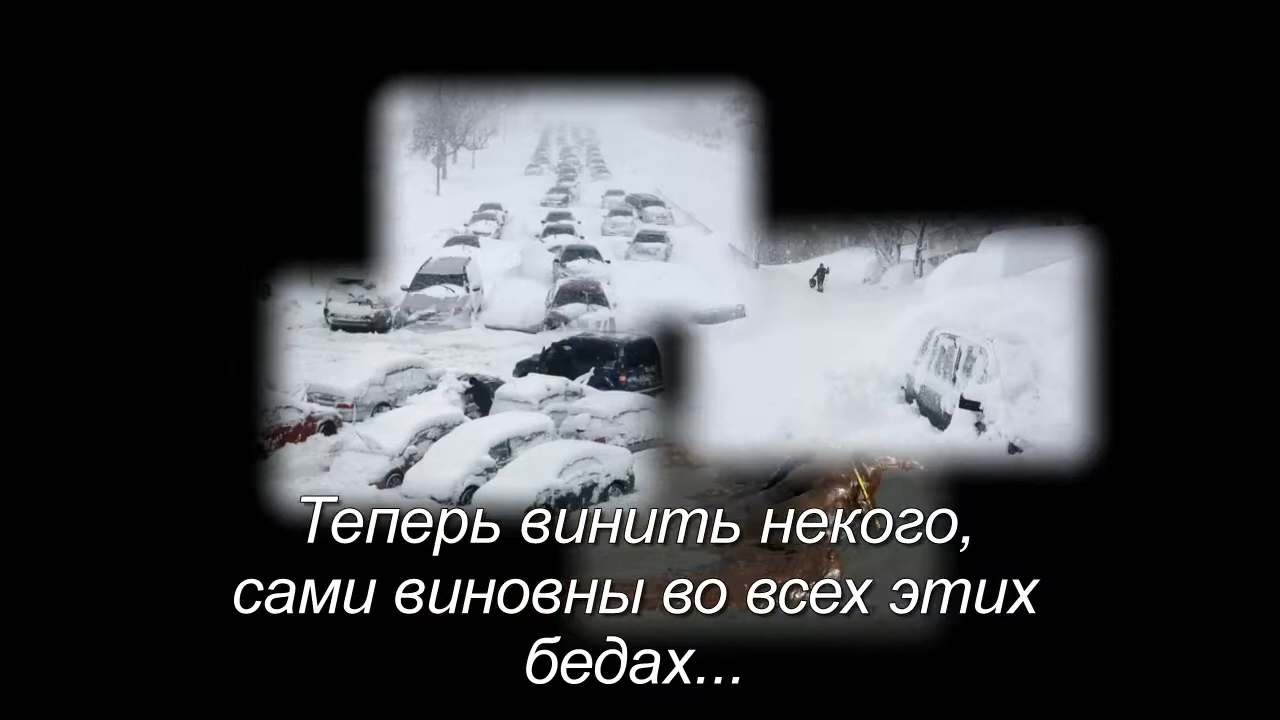 Теперь винить некого,
сами виновны во всех этих
бедах...